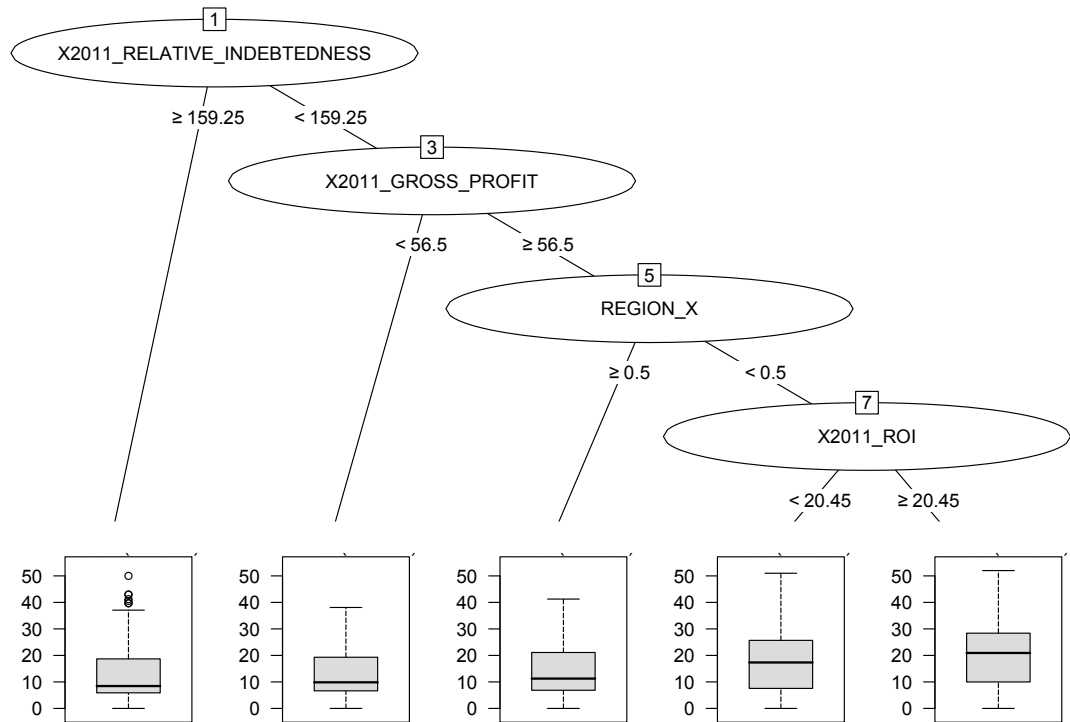 1
X2011_RELATIVE_INDEBTEDNESS
≥ 159.25 < 159.25
3
X2011_GROSS_PROFIT
< 56.5 ≥ 56.5
5
REGION_X
≥ 0.5 < 0.5
7
X2011_ROI
< 20.45 ≥ 20.45
50 50 50 50 50
40 40 40 40 40
30 30 30 30 30
20 20 20 20 20
10 10 10 10 10
0 0 0 0 0